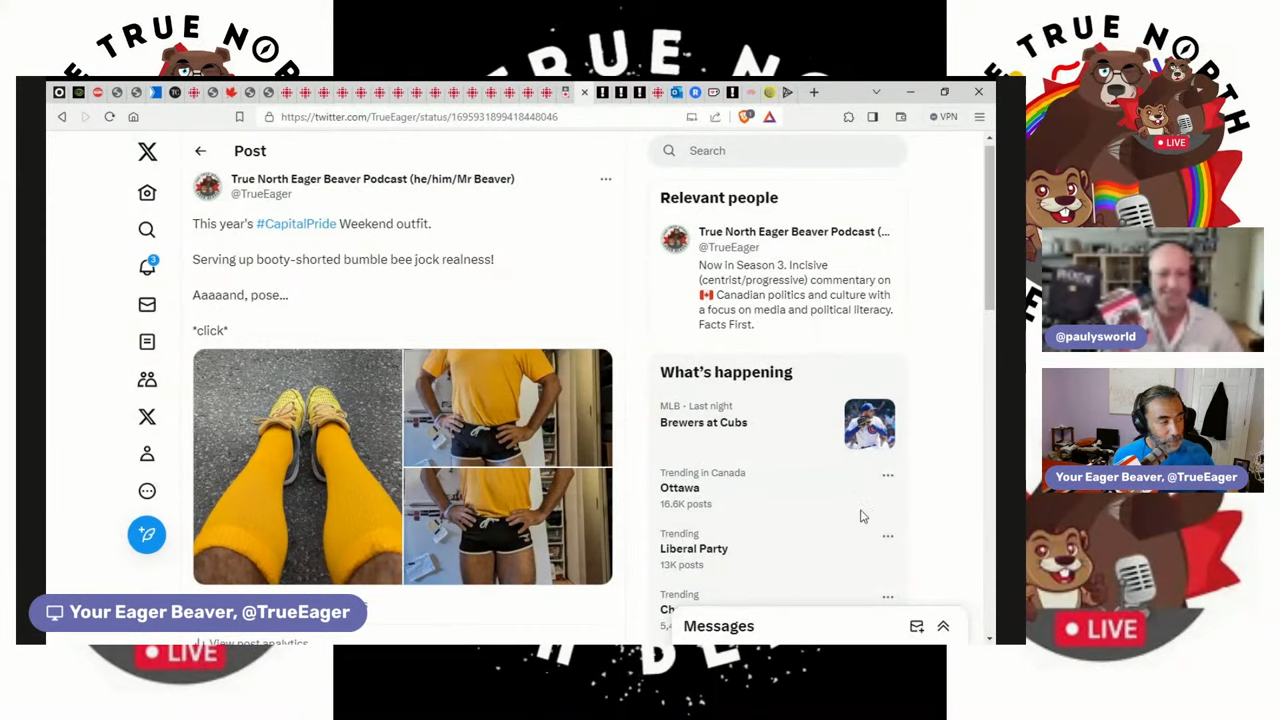 TRUE NO
https://twitter.com/TrueEager/status/1695931899418448046
VPN
Post
Search
True North Eager Beaver Podcast (he/him/Mr Beaver)
@TrueEager
This year's #CapitalPride Weekend outfit.
Serving up booty-shorted bumble bee jock realness!
Aaaaand, pose...
*click*
3
Relevant people
True North Eager Beaver Podcast (...
@TrueEager
Now in Season 3. Incisive
(centrist/progressive) commentary on
🇨🇦 Canadian politics and culture with
a focus on media and political literacy.
Facts First.
What's happening
MLB · Last night
Brewers at Cubs
Trending in Canada
Ottawa
16.6K posts
Trending
Liberal Party
13K posts
Trending
Messages
View post analytics
Your Eager Beaver, @TrueEager
LIVE
@paulysworld
Your Eager Beaver, @TrueEager
LIVE
LIVE